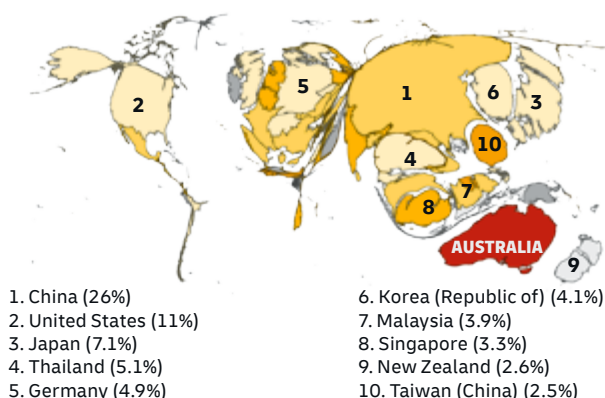 1
2
5
6
3
10
4
7
8
AUSTRALIA
9
1. China (26%)
2. United States (11%)
3. Japan (7.1%)
4. Thailand (5.1%)
5. Germany (4.9%)
6. Korea (Republic of) (4.1%)
7. Malaysia (3.9%)
8. Singapore (3.3%)
9. New Zealand (2.6%)
10. Taiwan (China) (2.5%)